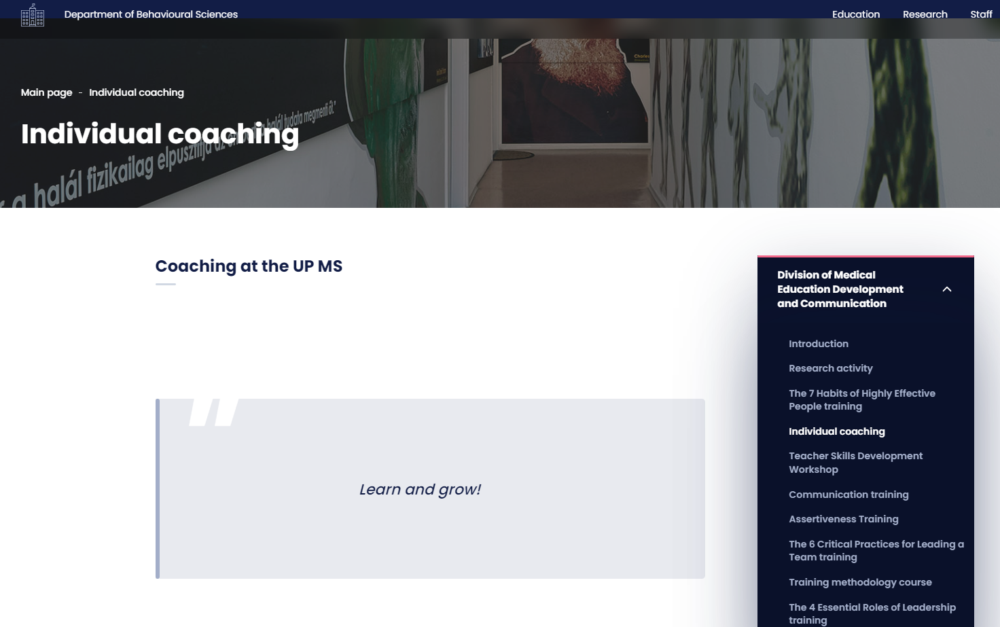 Department of Behavioural Sciences
Education
Research
Staff
Main page - Individual coaching
Individual coaching
a halál fizikailag elpusztítja az halál tudata megmenti őt."
Charles
Coaching at the UP MS
"
Learn and grow!
Division of Medical
Education Development
and Communication
Introduction
Research activity
The 7 Habits of Highly Effective
People training
Individual coaching
Teacher Skills Development
Workshop
Communication training
Assertiveness Training
The 6 Critical Practices for Leading a
Team training
Training methodology course
The 4 Essential Roles of Leadership
training